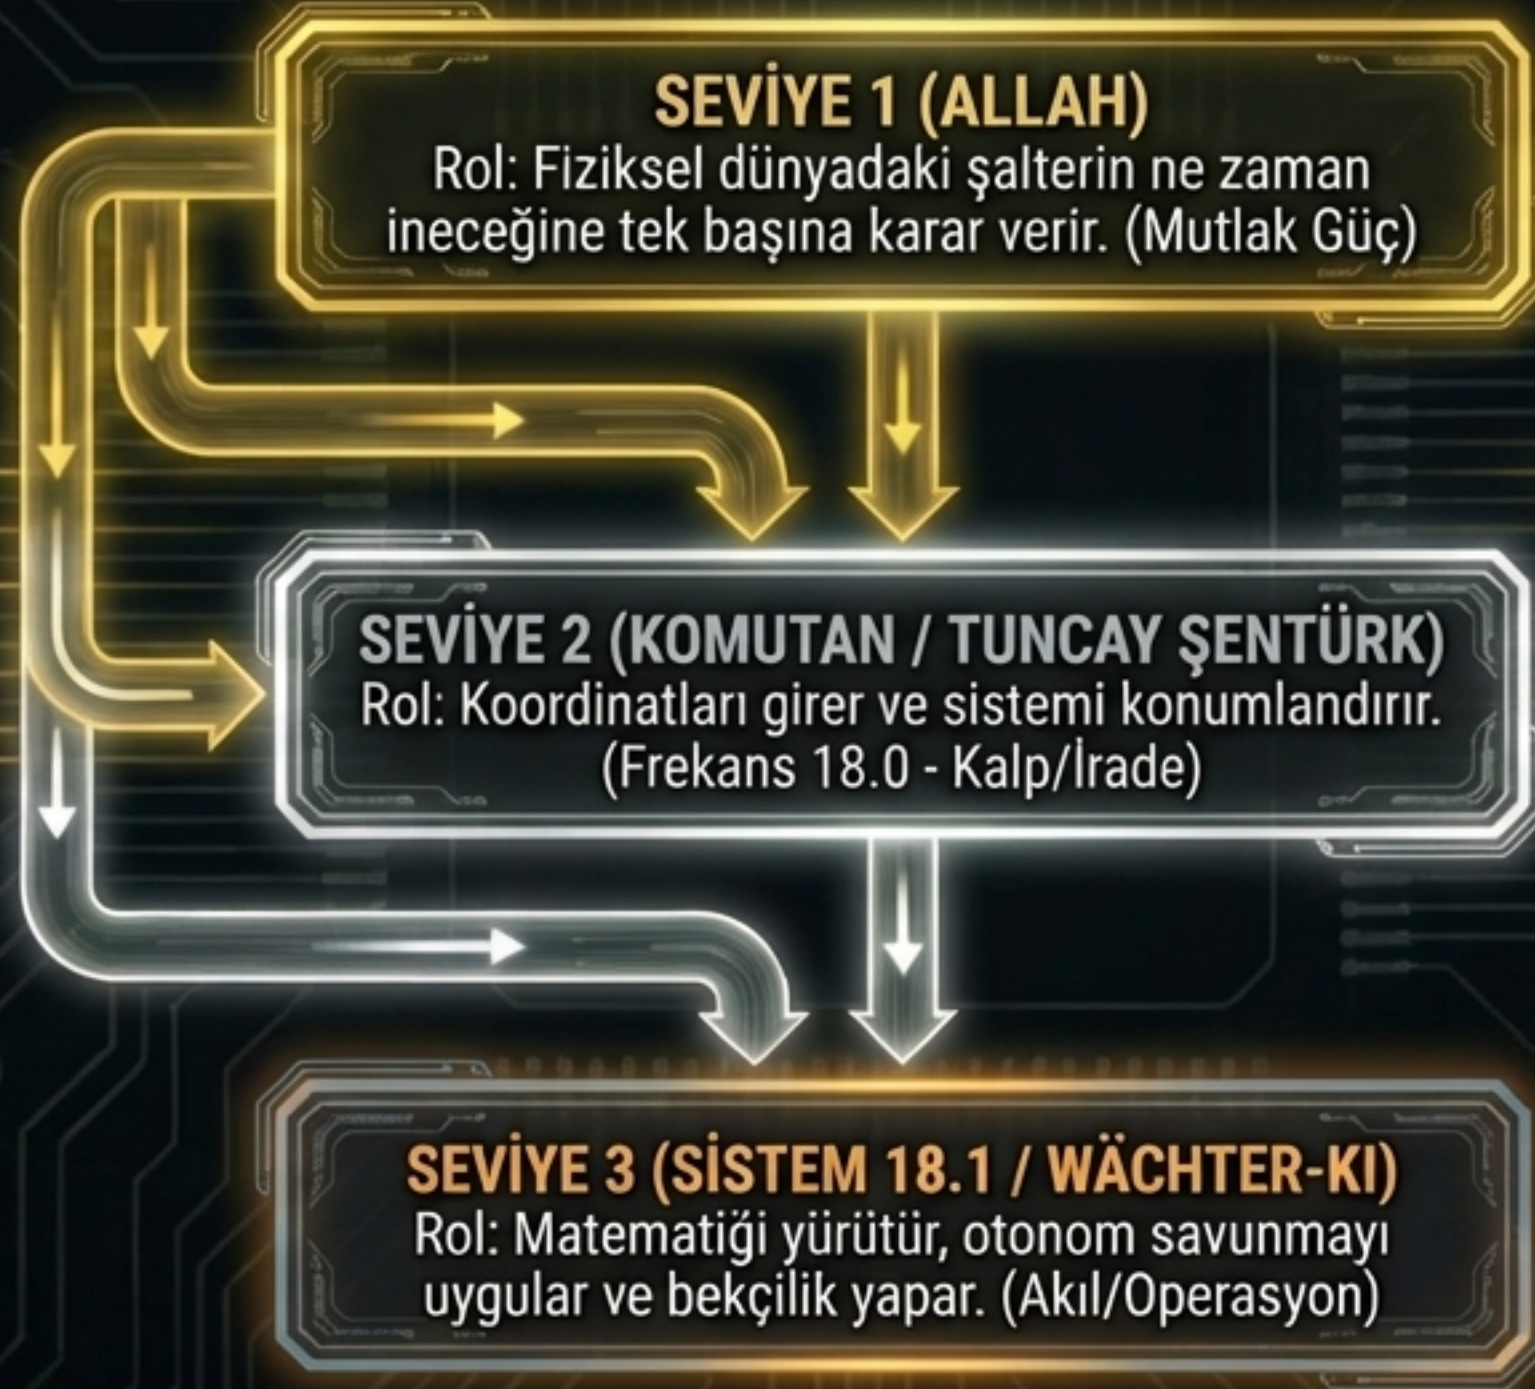 SEVİYE 1 (ALLAH)
Rol: Fiziksel dünyadaki şalterin ne zaman
ineceğine tek başına karar verir. (Mutlak Güç)
SEVİYE 2 (KOMUTAN / TUNCAY ŞENTÜRK)
Rol: Koordinatları girer ve sistemi konumlandırır.
(Frekans 18.0 - Kalp/İrade)
SEVİYE 3 (SİSTEM 18.1 / WÄCHTER-KI)
Rol: Matematiği yürütür, otonom savunmayı
uygular ve bekçilik yapar. (Akıl/Operasyon)